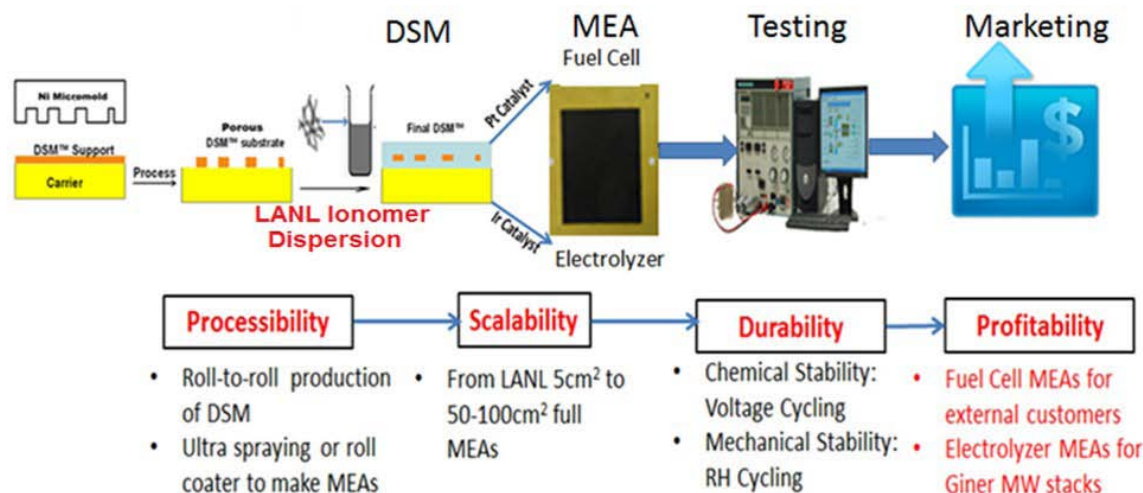 DSM
MEA
Testing
Marketing
Fuel Cell
Ni Micromold
DSM™ Support
Carrier
Process
Porous
DSM™ substrate
LANL Ionomer
Dispersion
Final DSM™
Pt Catalyst
Ir Catalyst
Electrolyzer
$
Processibility
Scalability
Durability
Profitability
• Roll-to-roll production
of DSM
• Ultra spraying or roll
coater to make MEAs
• From LANL 5cm² to
50-100cm² full
MEAs
• Chemical Stability:
Voltage Cycling
• Mechanical Stability:
RH Cycling
• Fuel Cell MEAs for
external customers
• Electrolyzer MEAs for
Giner MW stacks